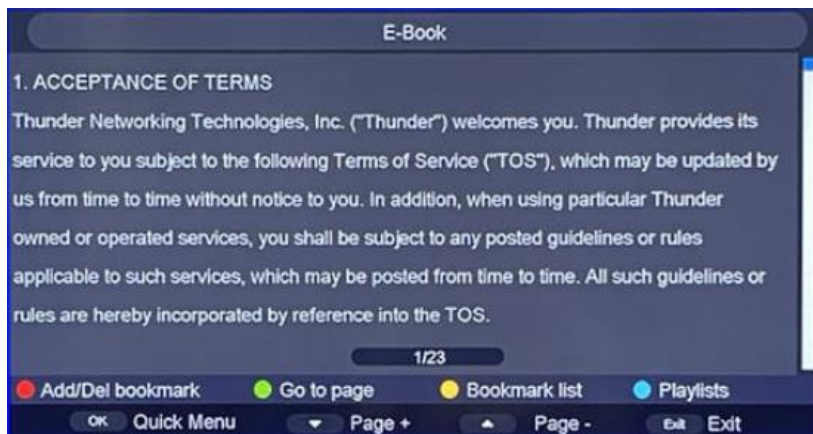 E-Book
1. ACCEPTANCE OF TERMS
Thunder Networking Technologies, Inc. ("Thunder") welcomes you. Thunder provides its
service to you subject to the following Terms of Service ("TOS"), which may be updated by
us from time to time without notice to you. In addition, when using particular Thunder
owned or operated services, you shall be subject to any posted guidelines or rules
applicable to such services, which may be posted from time to time. All such guidelines or
rules are hereby incorporated by reference into the TOS.
1/23
Add/Del bookmark Go to page Bookmark list Playlists
OK Quick Menu Page + Page - Exit Exit